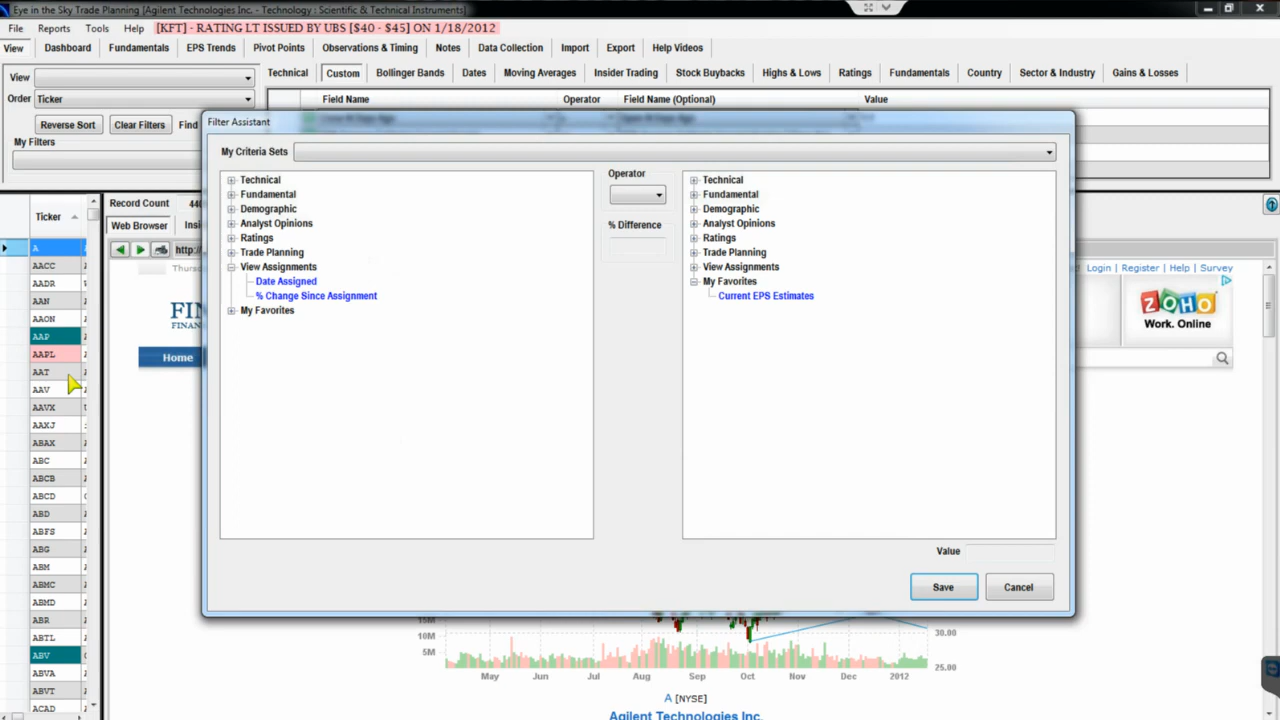 Eye in the Sky Trade Planning [Agilent Technologies Inc. - Technology : Scientific & Technical Instruments]
File Reports Tools Help [KFT] - RATING LT ISSUED BY UBS [$40 - $45] ON 1/18/2012
View Dashboard Fundamentals EPS Trends Pivot Points Observations & Timing Notes Data Collection Import Export Help Videos
View
Technical Custom Bollinger Bands Dates Moving Averages Insider Trading Stock Buybacks Highs & Lows Ratings Fundamentals Country Sector & Industry Gains & Losses
Order Ticker
Field Name Operator Field Name (Optional) Value
Reverse Sort Clear Filters Find
My Filters
Filter Assistant
My Criteria Sets
Technical
Fundamental
Demographic
Analyst Opinions
Ratings
Trade Planning
View Assignments
Date Assigned
% Change Since Assignment
My Favorites
Operator
% Difference
Technical
Fundamental
Demographic
Analyst Opinions
Ratings
Trade Planning
View Assignments
My Favorites
Current EPS Estimates
Value
Save Cancel
Ticker
A
AACC
AADR
AAN
AAON
AAP
AAPL
AAT
AAV
AAVX
AAXJ
ABAX
ABC
ABCB
ABCD
ABD
ABFS
ABG
ABM
ABMC
ABMD
ABR
ABTL
ABV
ABVA
ABVT
ACAD
Record Count
Web Browser
http:/
Thursd
FIN
FINAN
Home
Login | Register | Help | Survey
ZOHO
Work. Online
15M
10M
5M
30.00
25.00
May Jun Jul Aug Sep Oct Nov Dec 2012
A [NYSE]
Agilent Technologies Inc.